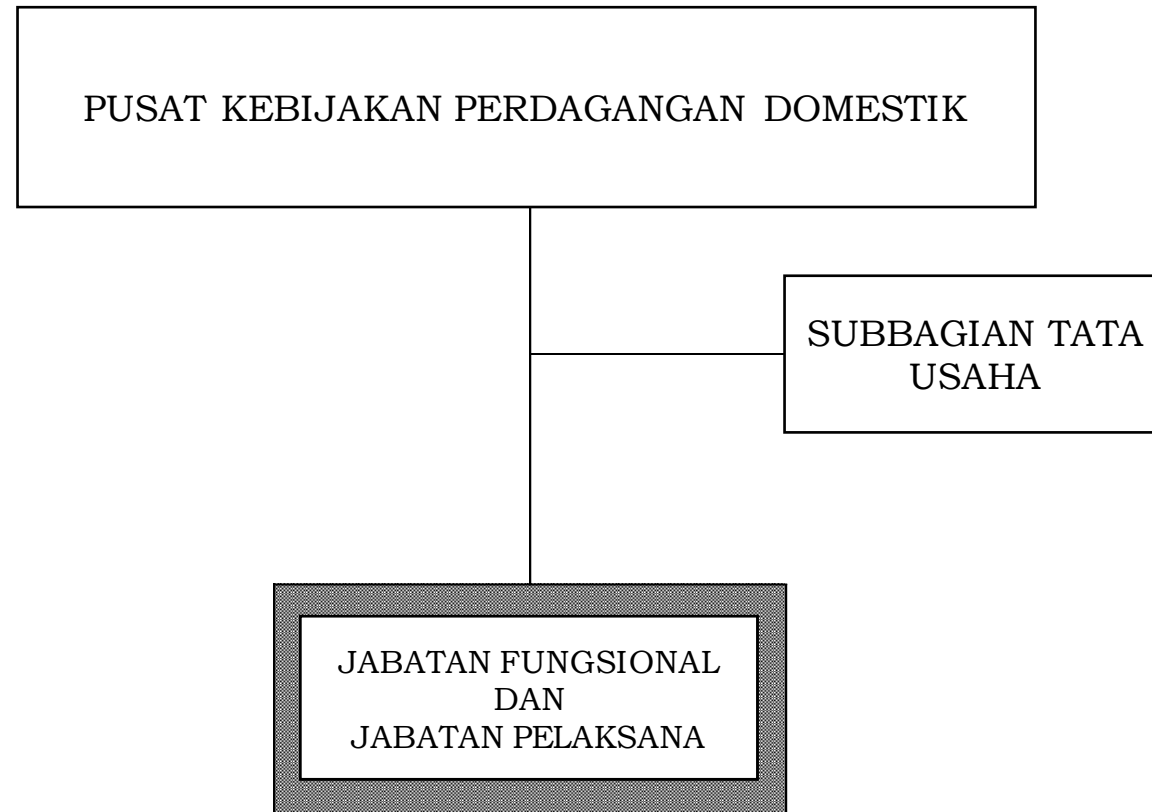 PUSAT KEBIJAKAN PERDAGANGAN DOMESTIK
SUBBAGIAN TATA
USAHA
JABATAN FUNGSIONAL
DAN
JABATAN PELAKSANA